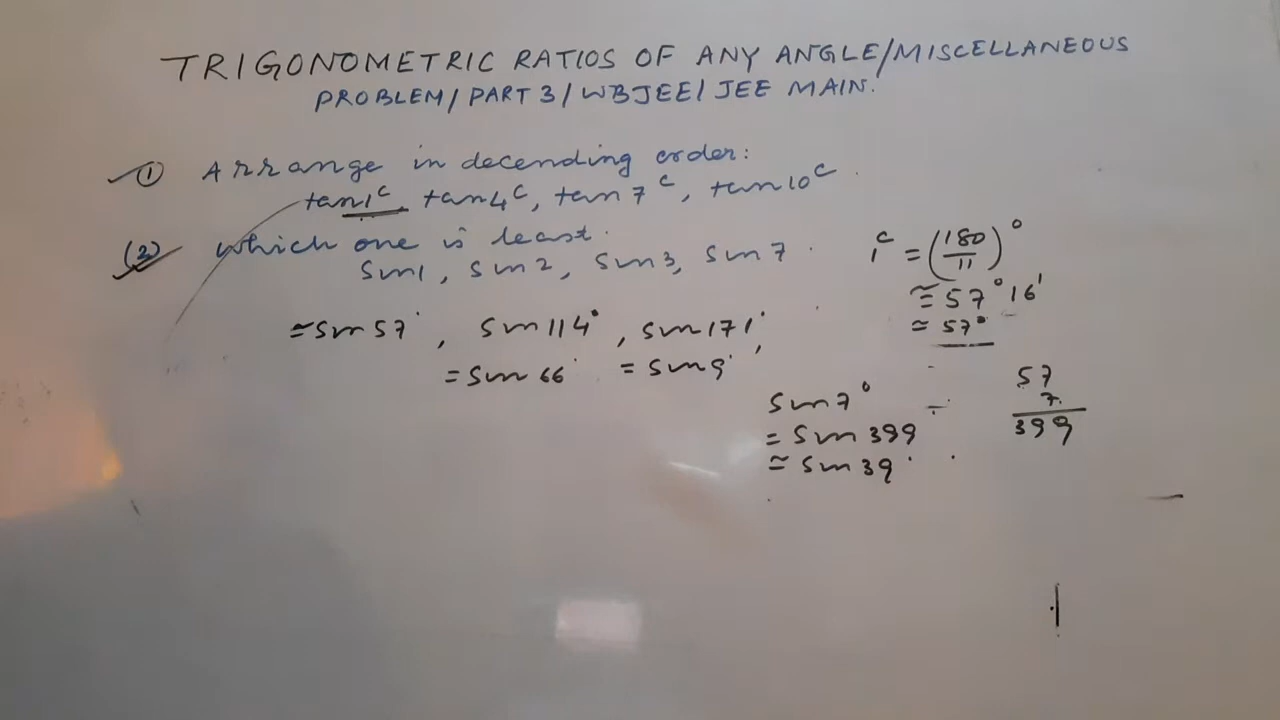 TRIGONOMETRIC RATIOS OF ANY ANGLE/MISCELLANEOUS
PROBLEM/ PART 3/ WBJEE/ JEE MAIN.
(1) Arrange in decending order:
tan1ᶜ, tan4ᶜ, tan7ᶜ, tan10ᶜ.
(2) which one is least.
Sin1, sin2, sin3, sin7.
1ᶜ = (180/π)°
≈ 57°16'
≈ 57°
≈ sin57°, sin114°, sin171°,
= sin66° = sin9°
sin7°
= sin399
≈ sin39°
57
7.
399